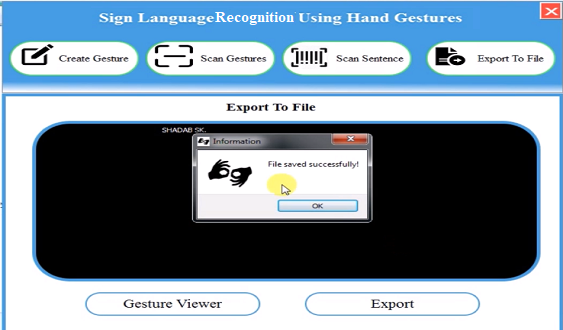 Sign LanguageRecognition Using Hand Gestures
Create Gesture
Scan Gestures
Scan Sentence
Export To File
Export To File
SHADAB SK.
Information
File saved successfully!
OK
Gesture Viewer
Export